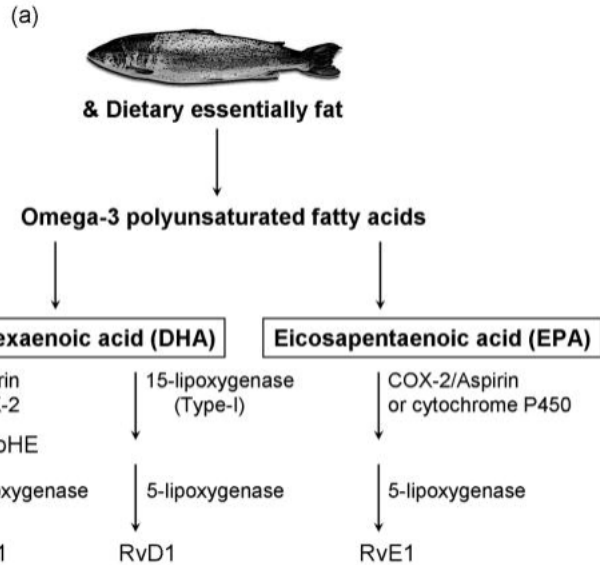 (a)
& Dietary essentially fat
Omega-3 polyunsaturated fatty acids
exaenoic acid (DHA)
Eicosapentaenoic acid (EPA)
rin
-2
15-lipoxygenase
(Type-I)
COX-2/Aspirin
or cytochrome P450
HE
xygenase
5-lipoxygenase
5-lipoxygenase
1
RvD1
RvE1